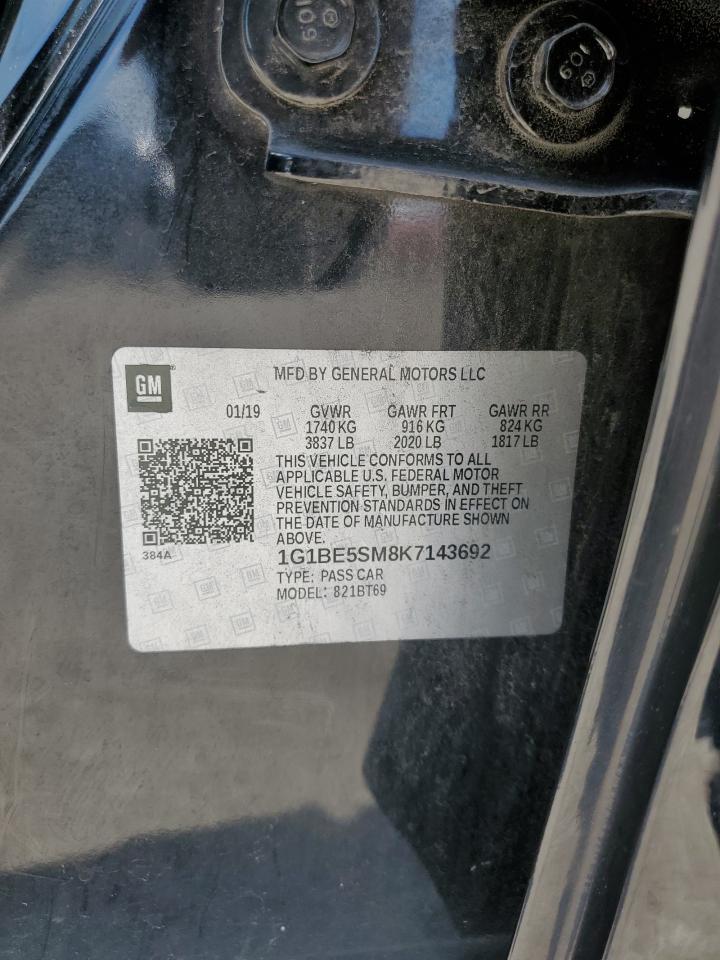 109
109
GM
MFD BY GENERAL MOTORS LLC
01/19 GVWR GAWR FRT GAWR RR
1740 KG 916 KG 824 KG
3837 LB 2020 LB 1817 LB
THIS VEHICLE CONFORMS TO ALL
APPLICABLE U.S. FEDERAL MOTOR
VEHICLE SAFETY, BUMPER, AND THEFT
PREVENTION STANDARDS IN EFFECT ON
THE DATE OF MANUFACTURE SHOWN
ABOVE.
384A
1G1BE5SM8K7143692
TYPE: PASS CAR
MODEL: 821BT69